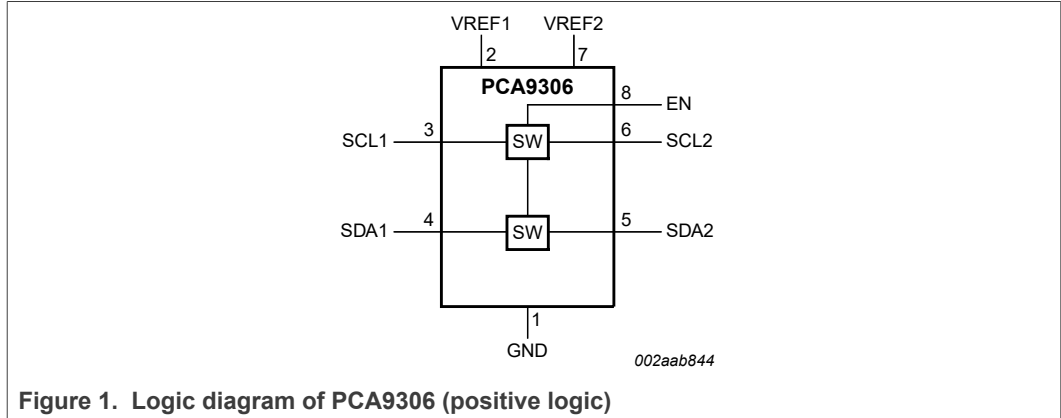 VREF1 VREF2
2 7
PCA9306
8 EN
SCL1 3 SW 6 SCL2
SDA1 4 SW 5 SDA2
1
GND
002aab844
Figure 1. Logic diagram of PCA9306 (positive logic)